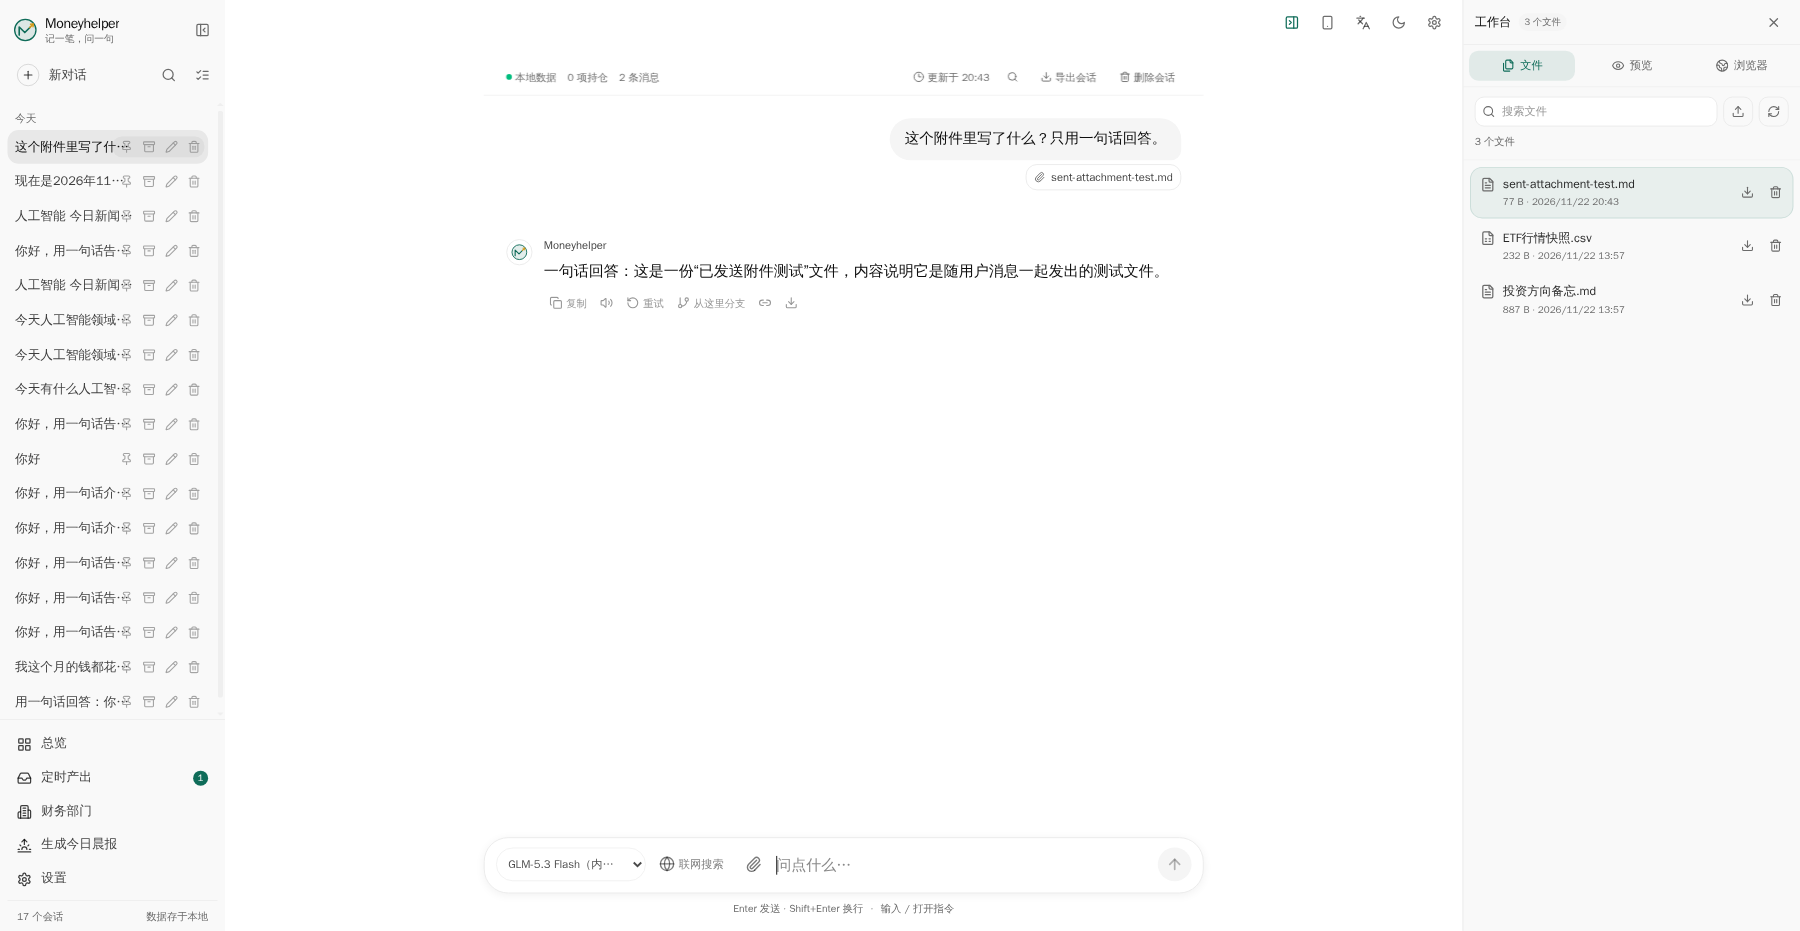 Moneyhelper
记一笔，问一句
新对话
今天
这个附件里写了什…
现在是2026年11…
人工智能 今日新闻…
你好，用一句话告…
人工智能 今日新闻…
今天人工智能领域…
今天人工智能领域…
今天有什么人工智…
你好，用一句话告…
你好
你好，用一句话介…
你好，用一句话介…
你好，用一句话告…
你好，用一句话告…
你好，用一句话告…
我这个月的钱都花…
用一句话回答：你…
总览
定时产出 1
财务部门
生成今日晨报
设置
17 个会话 数据存于本地
本地数据 0 项持仓 2 条消息 更新于 20:43 导出会话 删除会话
这个附件里写了什么？只用一句话回答。
sent-attachment-test.md
Moneyhelper
一句话回答：这是一份“已发送附件测试”文件，内容说明它是随用户消息一起发出的测试文件。
复制 重试 从这里分支
GLM-5.3 Flash（内… 联网搜索 问点什么…
Enter 发送 · Shift+Enter 换行 · 输入 / 打开指令
工作台 3 个文件
文件 预览 浏览器
搜索文件
3 个文件
sent-attachment-test.md
77 B · 2026/11/22 20:43
ETF行情快照.csv
232 B · 2026/11/22 13:57
投资方向备忘.md
887 B · 2026/11/22 13:57